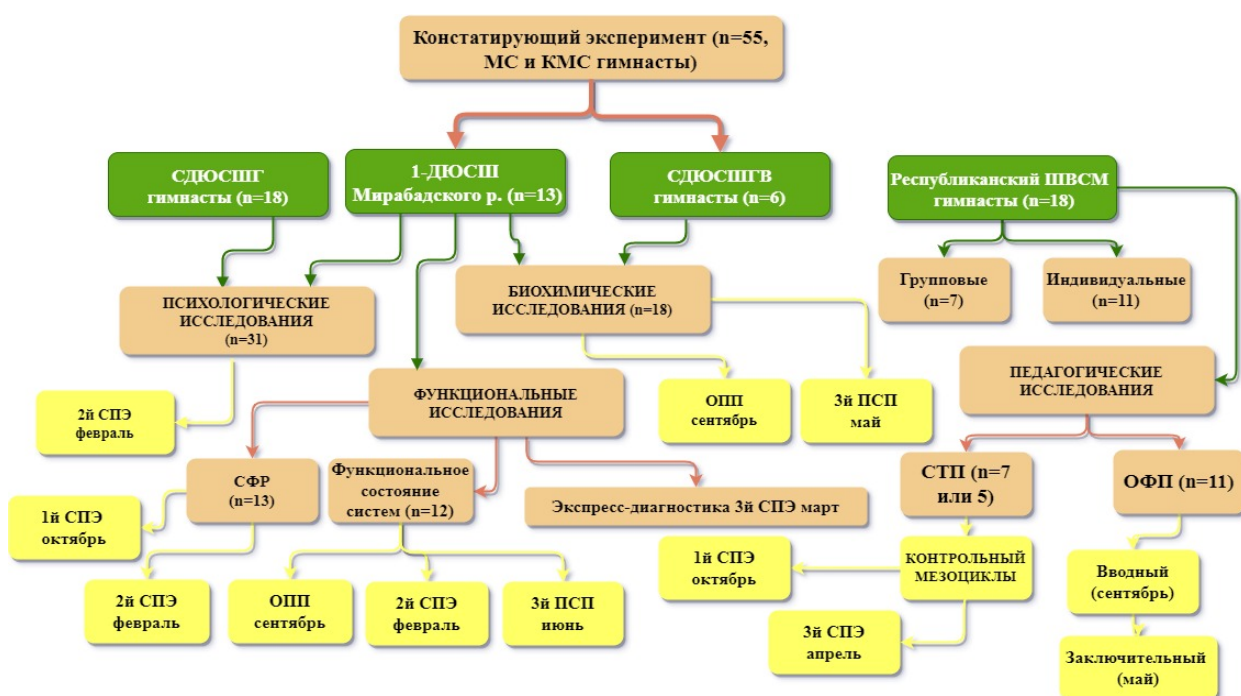 Констатирующий эксперимент (n=55,
МС и КМС гимнасты)
СДЮСШГ
гимнасты (n=18)
1-ДЮСШ
Мирабадского р. (n=13)
СДЮСШГВ
гимнасты (n=6)
Республиканский ШВСМ
гимнасты (n=18)
Групповые
(n=7)
Индивидуальные
(n=11)
ПСИХОЛОГИЧЕСКИЕ
ИССЛЕДОВАНИЯ
(n=31)
БИОХИМИЧЕСКИЕ
ИССЛЕДОВАНИЯ (n=18)
ФУНКЦИОНАЛЬНЫЕ
ИССЛЕДОВАНИЯ
ПЕДАГОГИЧЕСКИЕ
ИССЛЕДОВАНИЯ
2й СПЭ
февраль
ОПП
сентябрь
3й ПСП
май
СФР
(n=13)
Функциональное
состояние
систем (n=12)
Экспресс-диагностика 3й СПЭ март
СТП (n=7
или 5)
ОФП (n=11)
1й СПЭ
октябрь
2й СПЭ
февраль
ОПП
сентябрь
2й СПЭ
февраль
3й ПСП
июнь
1й СПЭ
октябрь
КОНТРОЛЬНЫЙ
МЕЗОЦИКЛЫ
3й СПЭ
апрель
Вводный
(сентябрь)
Заключительный
(май)